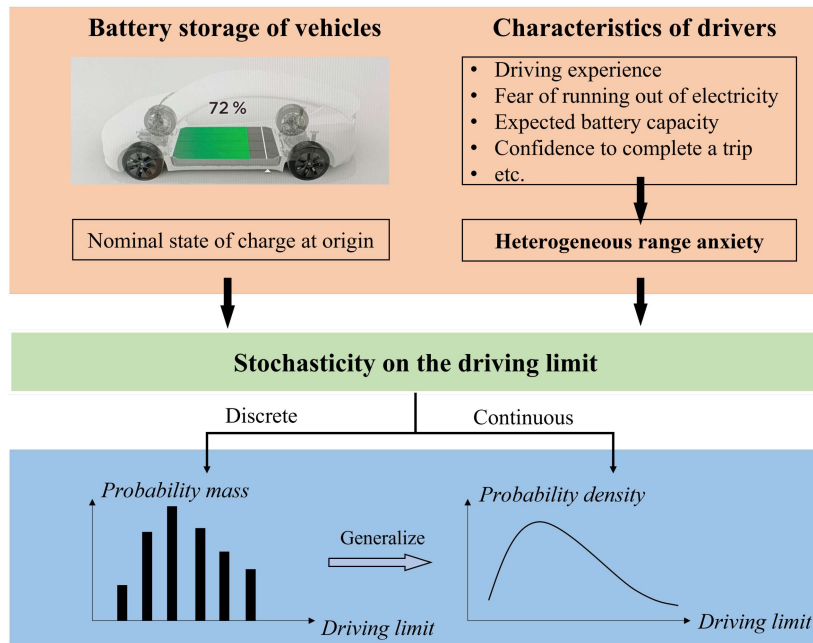 Battery storage of vehicles
72 %
Nominal state of charge at origin
Characteristics of drivers
• Driving experience
• Fear of running out of electricity
• Expected battery capacity
• Confidence to complete a trip
• etc.
Heterogeneous range anxiety
Stochasticity on the driving limit
Discrete
Continuous
Probability mass
Driving limit
Generalize
Probability density
Driving limit